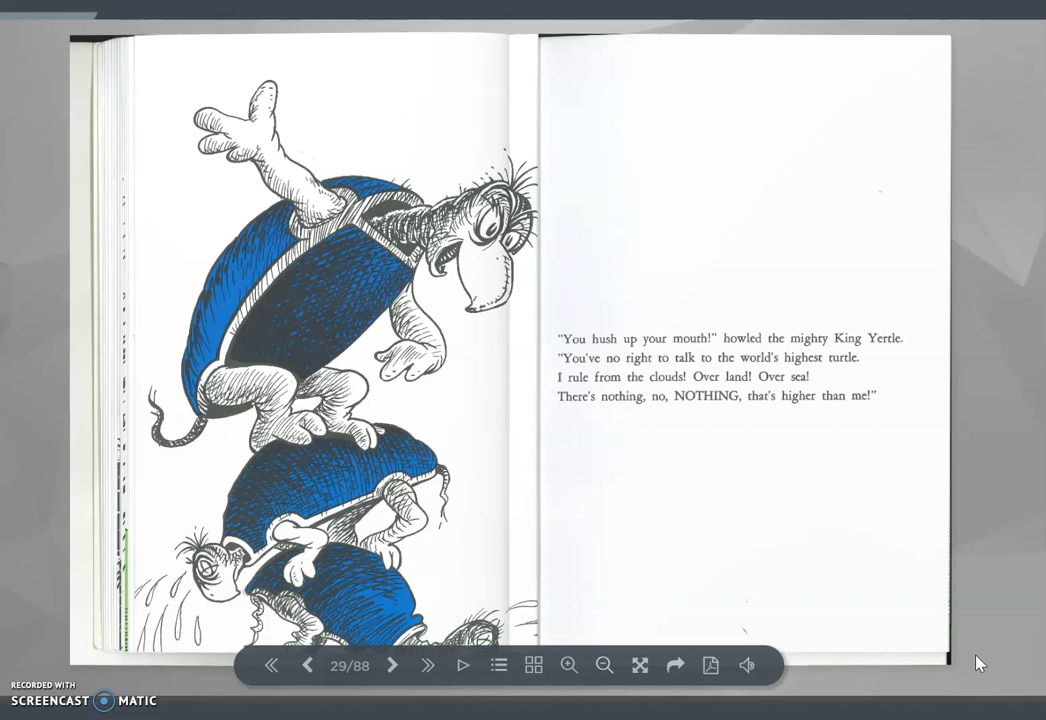 “You hush up your mouth!” howled the mighty King Yertle.
“You've no right to talk to the world's highest turtle.
I rule from the clouds! Over land! Over sea!
There's nothing, no, NOTHING, that's higher than me!”
29/88
RECORDED WITH
SCREENCAST MATIC